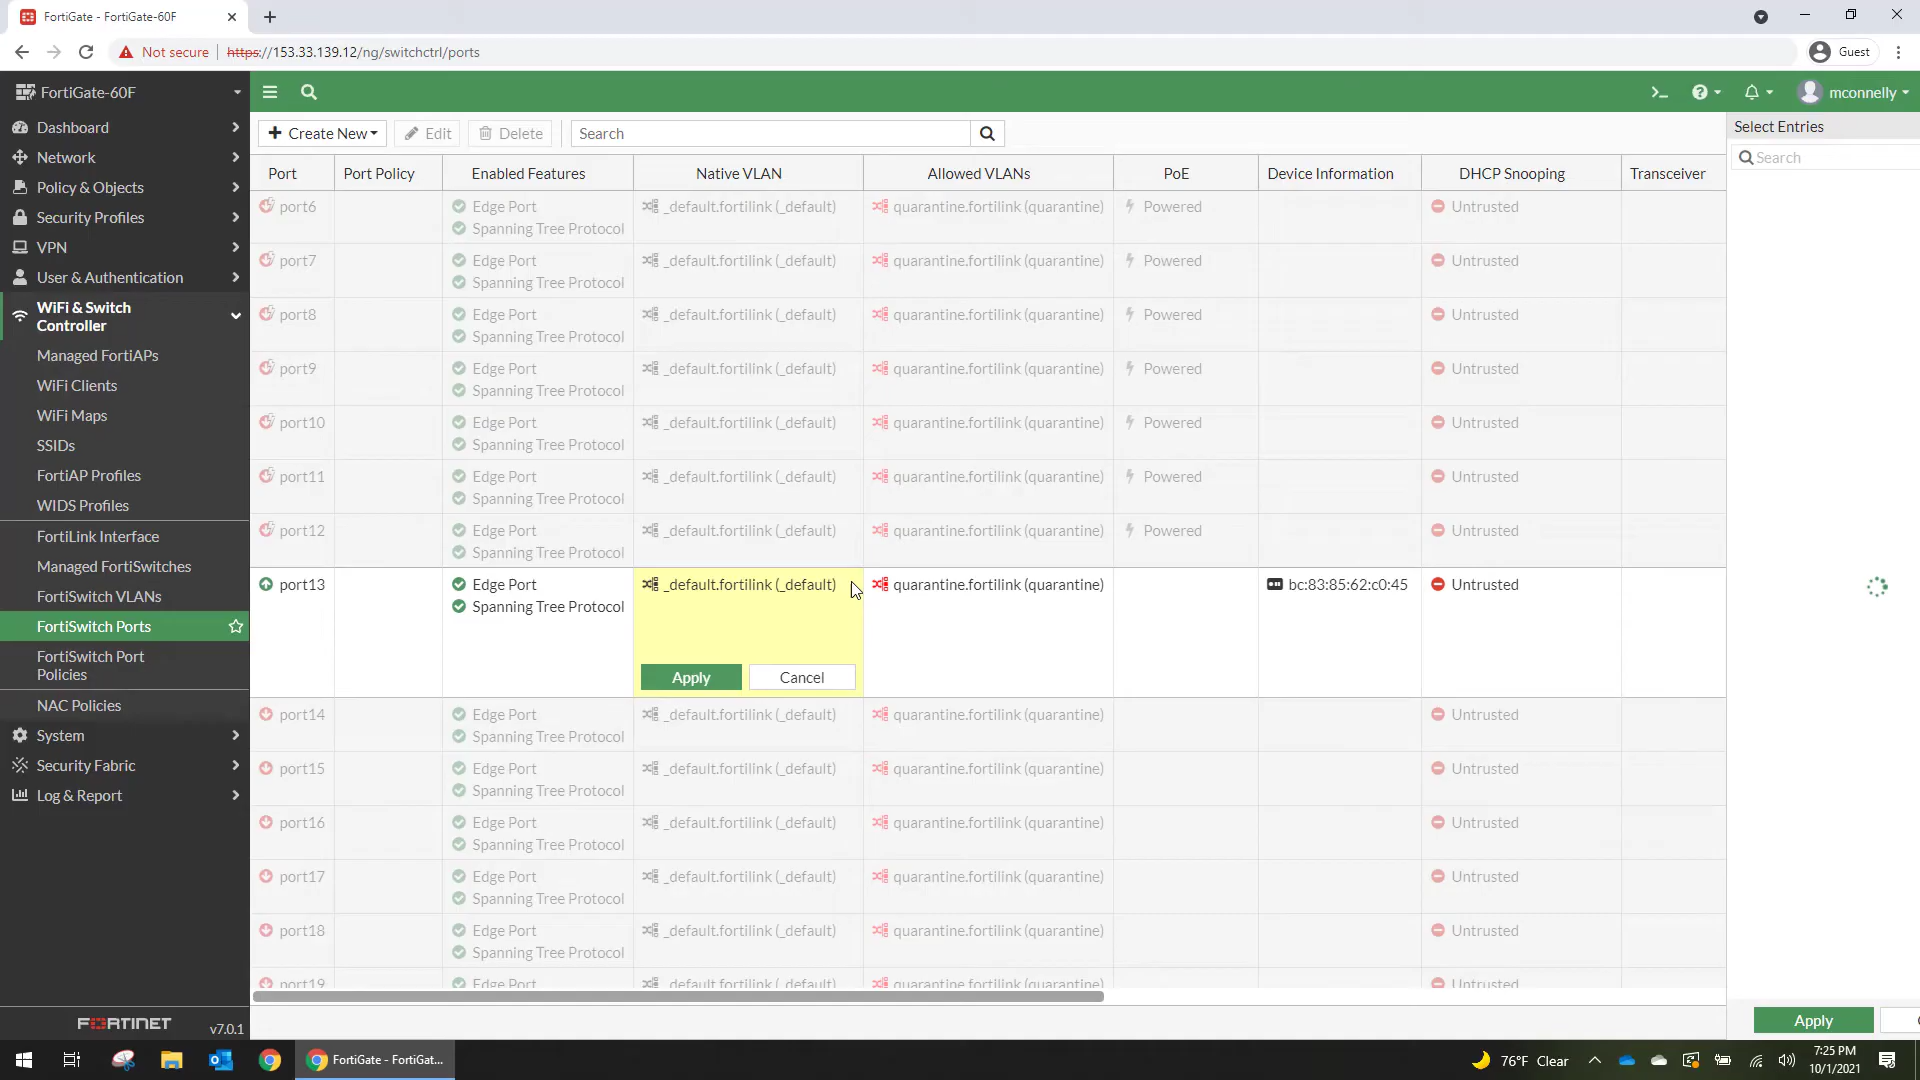 FortiGate - FortiGate-60F
Not secure
https://153.33.139.12/ng/switchctrl/ports
Guest
FortiGate-60F
mconnelly
Dashboard
Network
Policy & Objects
Security Profiles
VPN
User & Authentication
WiFi & Switch
Controller
Managed FortiAPs
WiFi Clients
WiFi Maps
SSIDs
FortiAP Profiles
WIDS Profiles
FortiLink Interface
Managed FortiSwitches
FortiSwitch VLANs
FortiSwitch Ports
FortiSwitch Port
Policies
NAC Policies
System
Security Fabric
Log & Report
FORTINET v7.0.1
Create New Edit Delete Search
Port Port Policy Enabled Features Native VLAN Allowed VLANs PoE Device Information DHCP Snooping Transceiver
port6 Edge Port _default.fortilink (_default) quarantine.fortilink (quarantine) Powered Untrusted
Spanning Tree Protocol
port7 Edge Port _default.fortilink (_default) quarantine.fortilink (quarantine) Powered Untrusted
Spanning Tree Protocol
port8 Edge Port _default.fortilink (_default) quarantine.fortilink (quarantine) Powered Untrusted
Spanning Tree Protocol
port9 Edge Port _default.fortilink (_default) quarantine.fortilink (quarantine) Powered Untrusted
Spanning Tree Protocol
port10 Edge Port _default.fortilink (_default) quarantine.fortilink (quarantine) Powered Untrusted
Spanning Tree Protocol
port11 Edge Port _default.fortilink (_default) quarantine.fortilink (quarantine) Powered Untrusted
Spanning Tree Protocol
port12 Edge Port _default.fortilink (_default) quarantine.fortilink (quarantine) Powered Untrusted
Spanning Tree Protocol
port13 Edge Port _default.fortilink (_default) quarantine.fortilink (quarantine) bc:83:85:62:c0:45 Untrusted
Spanning Tree Protocol
Apply Cancel
port14 Edge Port _default.fortilink (_default) quarantine.fortilink (quarantine) Untrusted
Spanning Tree Protocol
port15 Edge Port _default.fortilink (_default) quarantine.fortilink (quarantine) Untrusted
Spanning Tree Protocol
port16 Edge Port _default.fortilink (_default) quarantine.fortilink (quarantine) Untrusted
Spanning Tree Protocol
port17 Edge Port _default.fortilink (_default) quarantine.fortilink (quarantine) Untrusted
Spanning Tree Protocol
port18 Edge Port _default.fortilink (_default) quarantine.fortilink (quarantine) Untrusted
Spanning Tree Protocol
port19 Edge Port _default.fortilink (_default) quarantine.fortilink (quarantine) Untrusted
Select Entries
Search
Apply
FortiGate - FortiGat...
76°F Clear
7:25 PM
10/1/2021